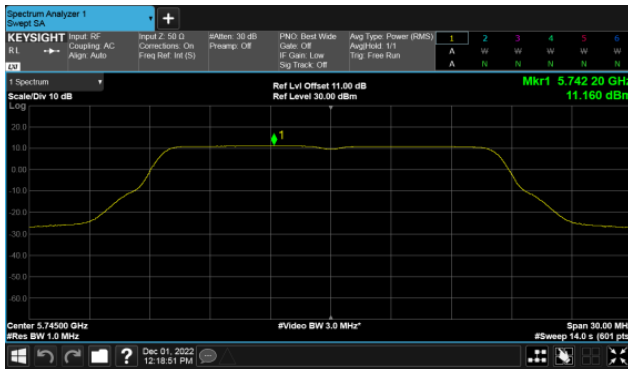 Spectrum Analyzer 1
Swept SA
KEYSIGHT
RL
Input: RF
Coupling: AC
Align: Auto
Input Z: 50 Ω
Corrections: On
Freq Ref: Int (S)
#Atten: 30 dB
Preamp: Off
PNO: Best Wide
Gate: Off
IF Gain: Low
Sig Track: Off
Avg Type: Power (RMS)
Avg|Hold: 1/1
Trig: Free Run
1 2 3 4 5 6
A W W W W W
A N N N N N
1 Spectrum
Scale/Div 10 dB
Ref Lvl Offset 11.00 dB
Ref Level 30.00 dBm
Mkr1 5.742 20 GHz
11.160 dBm
Log
1
20.0
10.0
0.00
-10.0
-20.0
-30.0
-40.0
-50.0
-60.0
Center 5.74500 GHz
#Res BW 1.0 MHz
#Video BW 3.0 MHz*
Span 30.00 MHz
#Sweep 14.0 s (601 pts)
?
Dec 01, 2022
12:18:51 PM